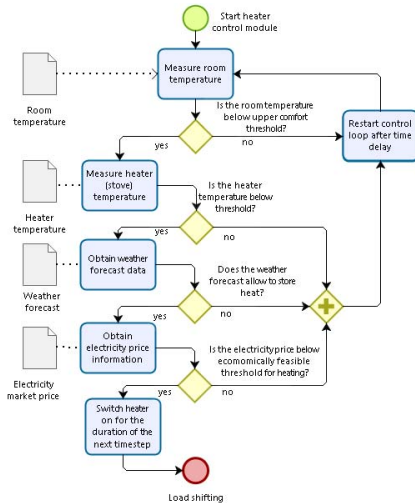 Start heater
control module
Measure room
temperature
Room
temperature
Is the room temperature
below upper comfort
threshold?
yes
no
Restart control
loop after time
delay
Measure heater
(stove)
temperature
Heater
temperature
Is the heater
temperature below
threshold?
yes
no
Obtain weather
forecast data
Weather
forecast
Does the weather
forecast allow to store
heat?
yes
no
Obtain
electricity price
information
Electricity
market price
Is the electricity price below
ecomomically feasible
threshold for heating?
yes
no
Switch heater
on for the
duration of the
next timestep
Load shifting